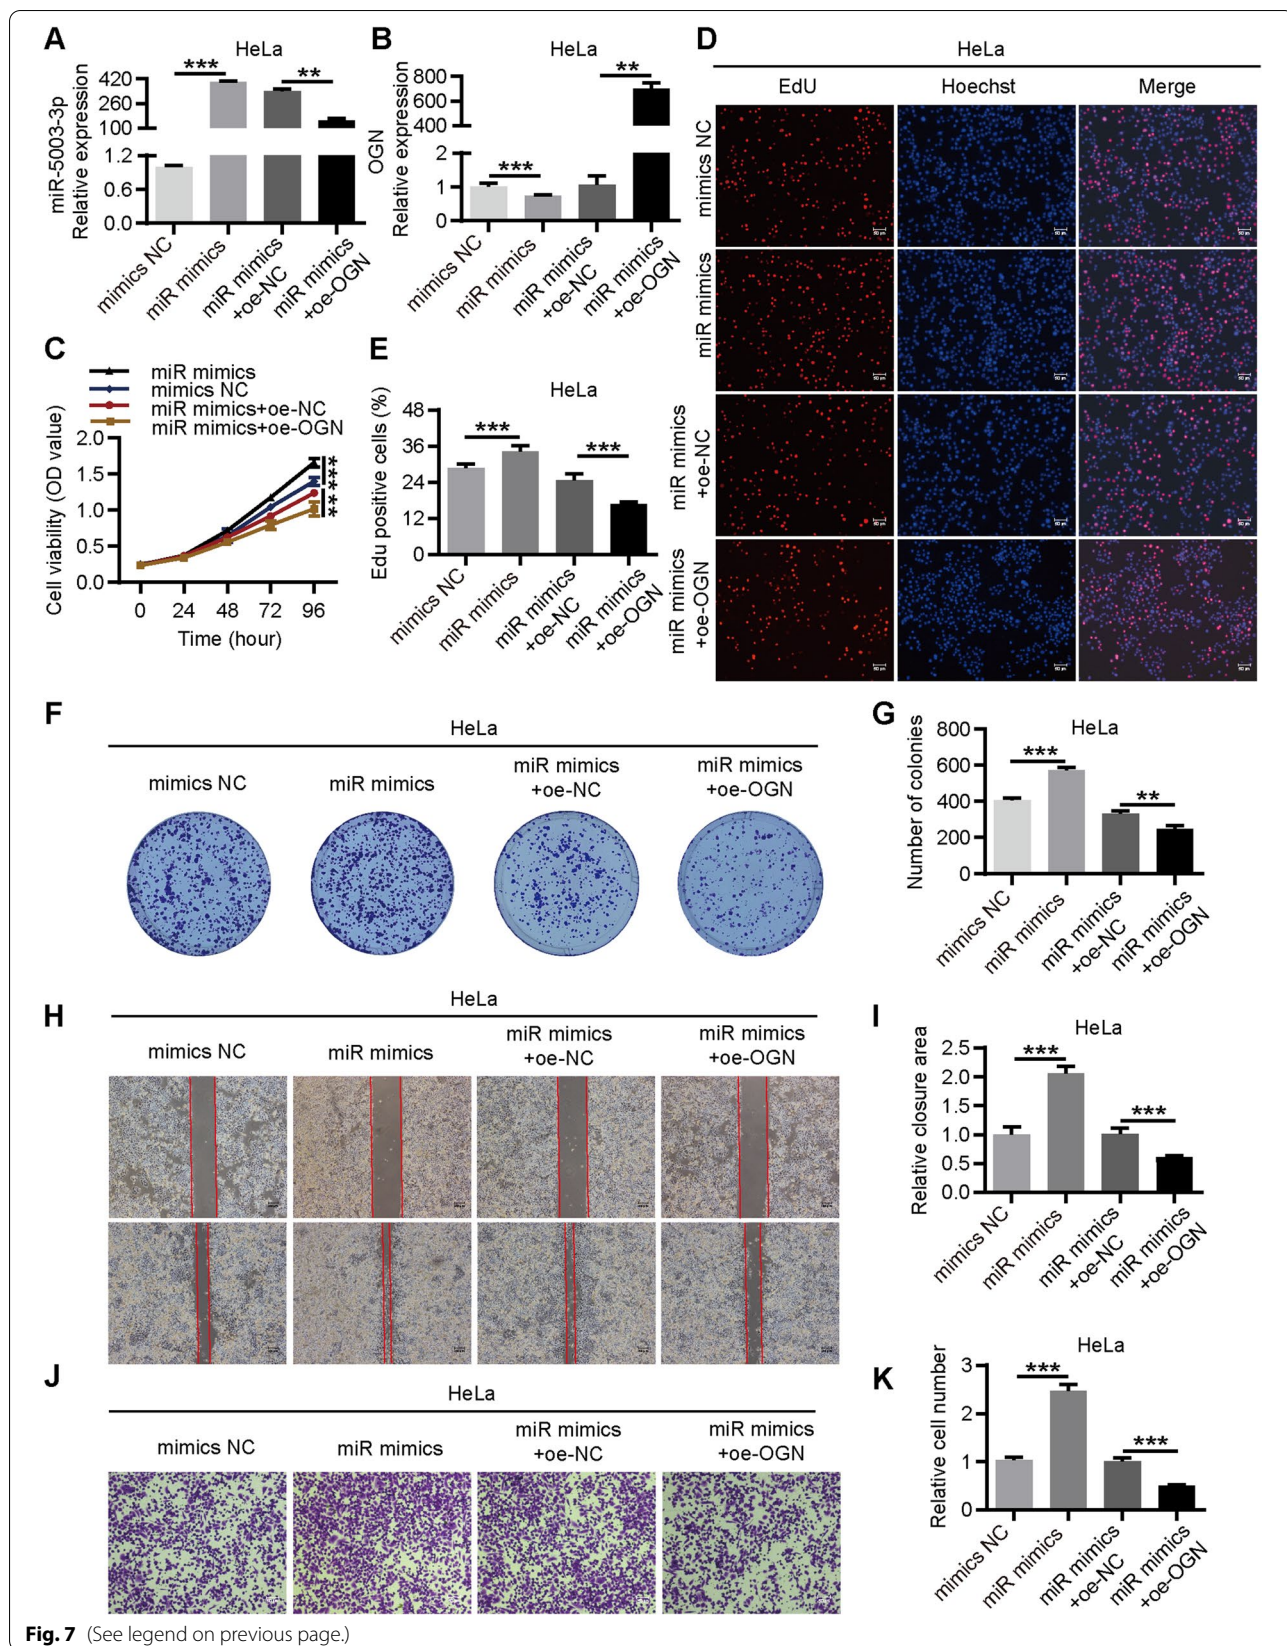 A
HeLa
miR-5003-3p
Relative expression
420
260
100
1.2
0.6
0.0
***
**
mimics NC
miR mimics
miR mimics
+oe-NC
miR mimics
+oe-OGN
B
HeLa
OGN
Relative expression
800
600
400
2
1
0
***
**
mimics NC
miR mimics
miR mimics
+oe-NC
miR mimics
+oe-OGN
C
miR mimics
mimics NC
miR mimics+oe-NC
miR mimics+oe-OGN
Cell viability (OD value)
2.0
1.5
1.0
0.5
0.0
0 24 48 72 96
Time (hour)
D
HeLa
EdU Hoechst Merge
mimics NC
miR mimics
miR mimics
+oe-NC
miR mimics
+oe-OGN
E
HeLa
Edu positive cells (%)
48
36
24
12
0
***
***
mimics NC
miR mimics
miR mimics
+oe-NC
miR mimics
+oe-OGN
F
HeLa
mimics NC
miR mimics
miR mimics
+oe-NC
miR mimics
+oe-OGN
G
HeLa
Number of colonies
800
600
400
200
0
***
**
mimics NC
miR mimics
miR mimics
+oe-NC
miR mimics
+oe-OGN
H
HeLa
mimics NC
miR mimics
miR mimics
+oe-NC
miR mimics
+oe-OGN
I
HeLa
Relative closure area
2.5
2.0
1.5
1.0
0.5
0.0
***
***
mimics NC
miR mimics
miR mimics
+oe-NC
miR mimics
+oe-OGN
J
HeLa
mimics NC
miR mimics
miR mimics
+oe-NC
miR mimics
+oe-OGN
K
HeLa
Relative cell number
3
2
1
0
***
***
mimics NC
miR mimics
miR mimics
+oe-NC
miR mimics
+oe-OGN
Fig. 7 (See legend on previous page.)